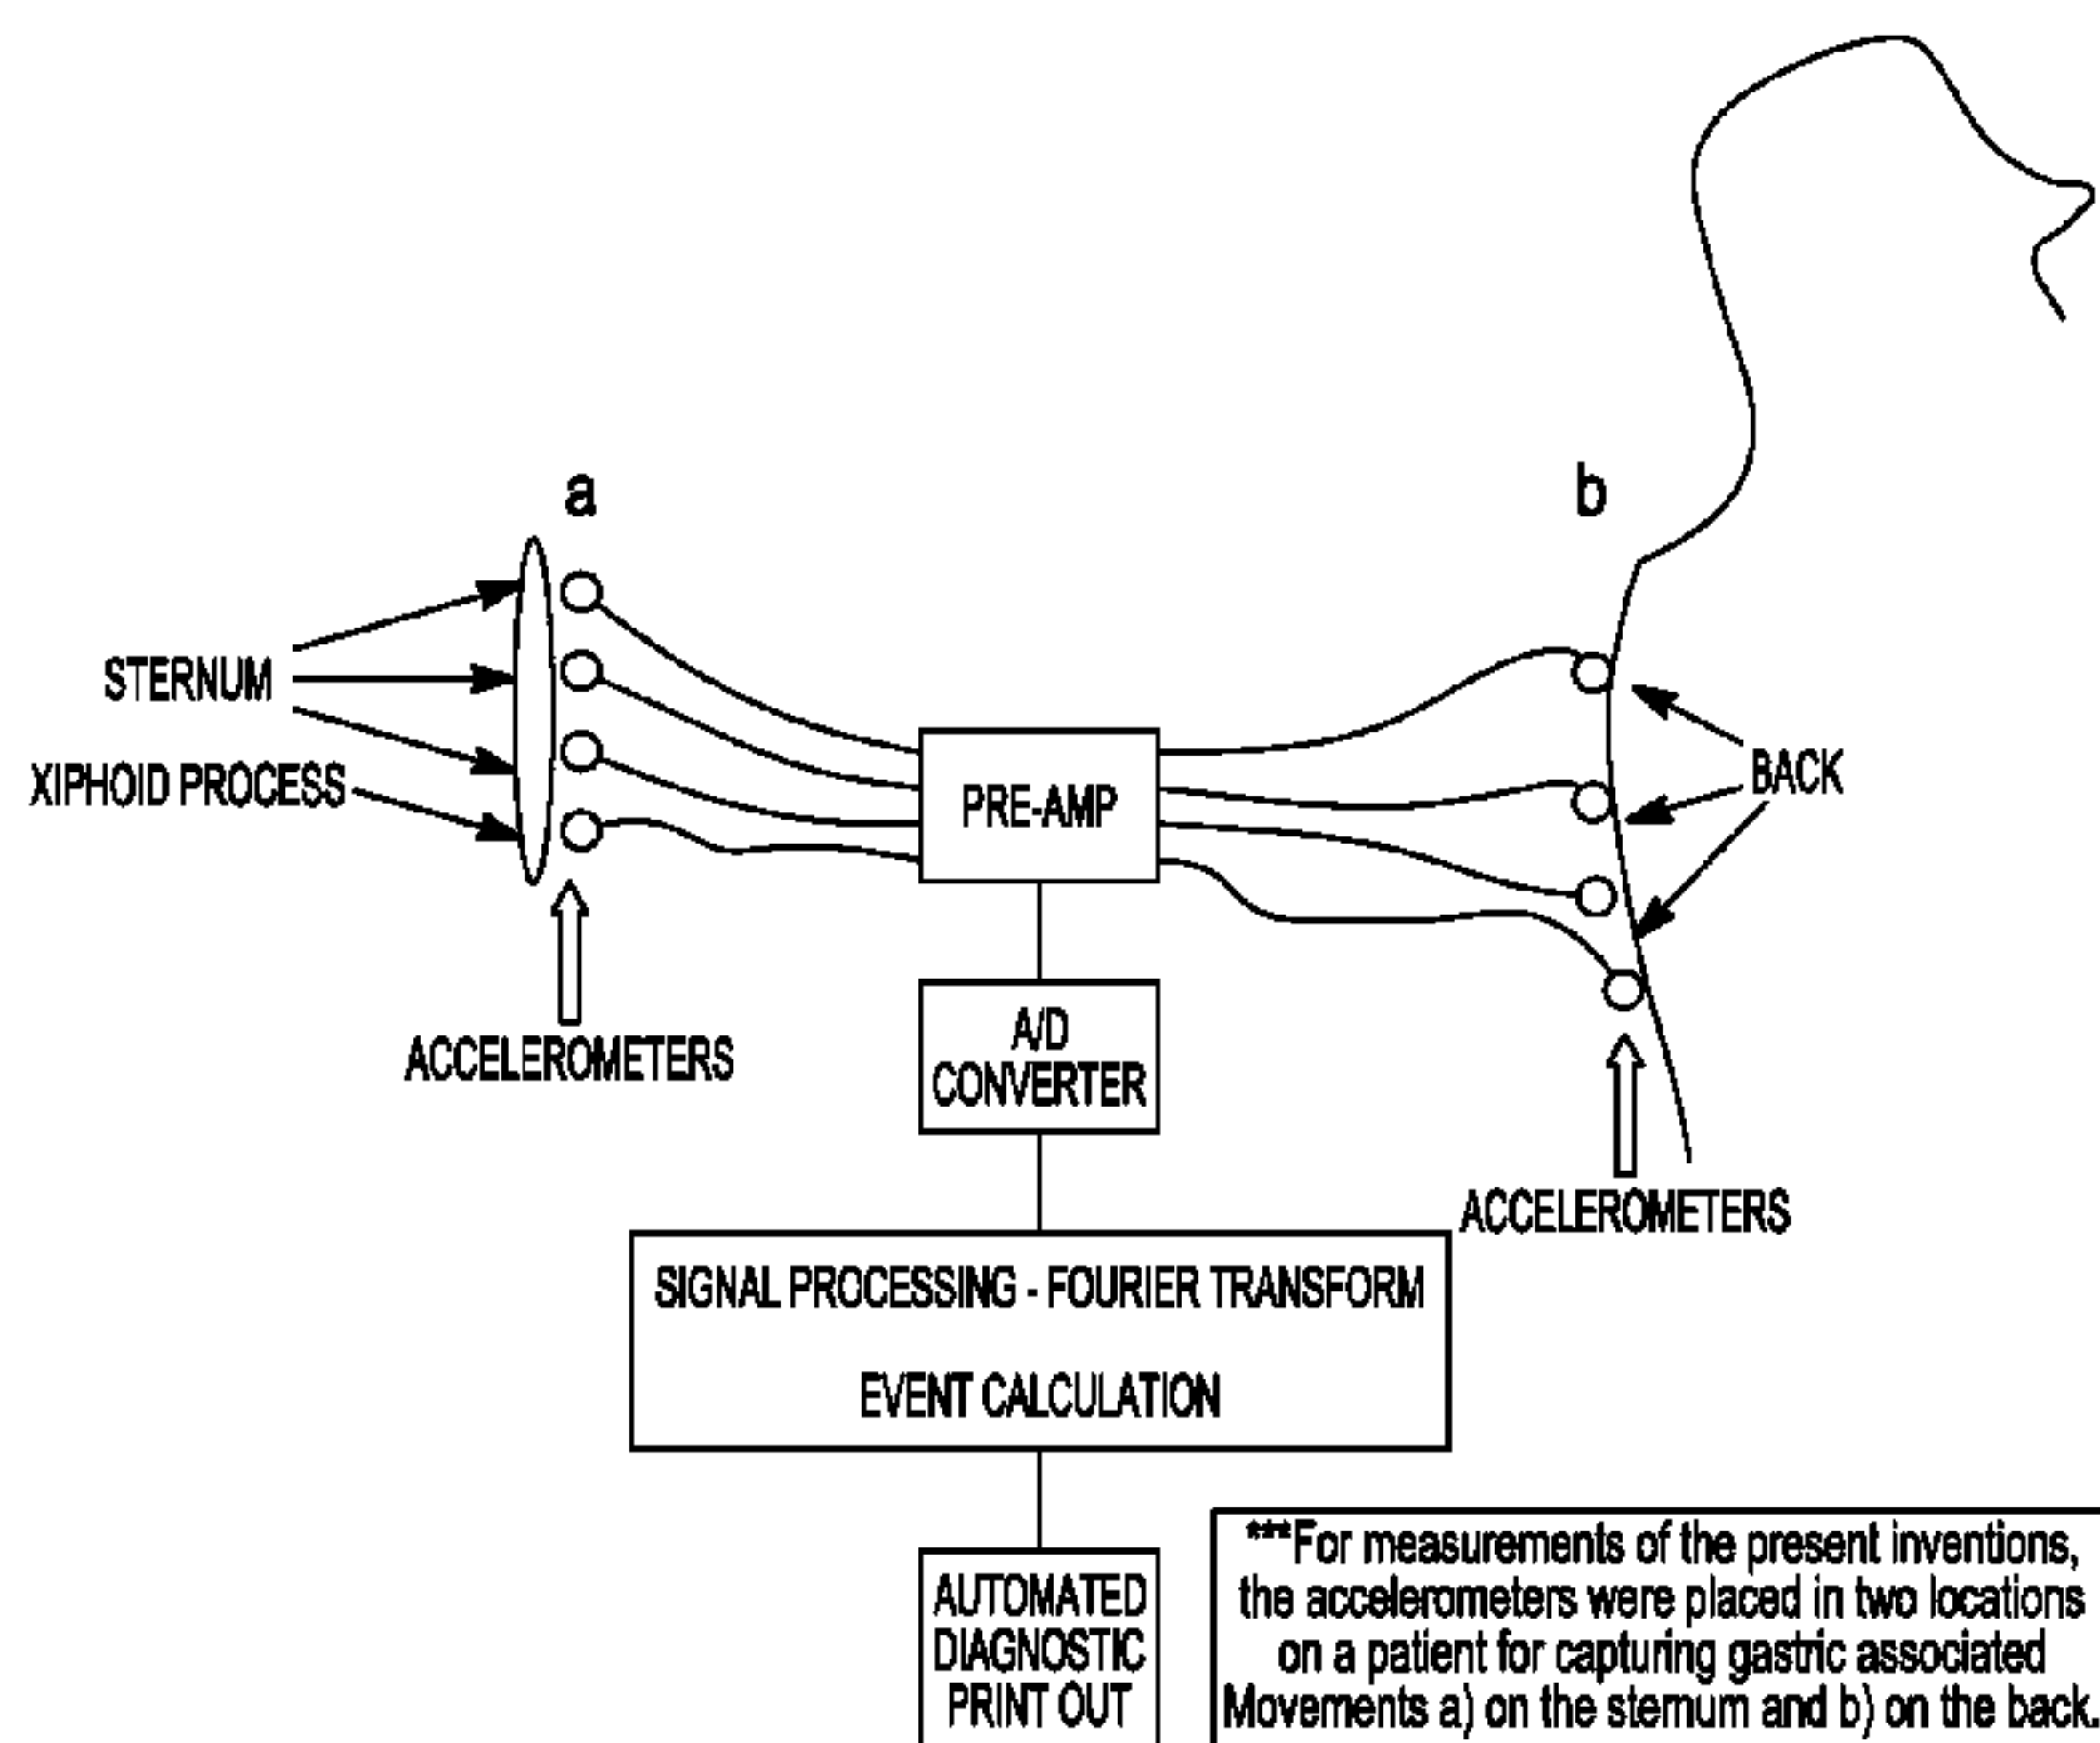 a
b
STERNUM
XIPHOID PROCESS
PRE-AMP
BACK
ACCELEROMETERS
A/D
CONVERTER
ACCELEROMETERS
SIGNAL PROCESSING - FOURIER TRANSFORM
EVENT CALCULATION
AUTOMATED
DIAGNOSTIC
PRINT OUT
***For measurements of the present inventions,
the accelerometers were placed in two locations
on a patient for capturing gastric associated
Movements a) on the sternum and b) on the back.